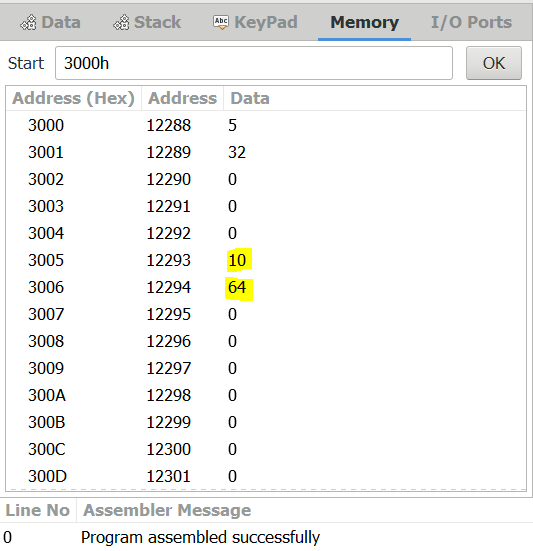 Data Stack Abc KeyPad Memory I/O Ports
Start 3000h OK
Address (Hex) Address Data
3000 12288 5
3001 12289 32
3002 12290 0
3003 12291 0
3004 12292 0
3005 12293 10
3006 12294 64
3007 12295 0
3008 12296 0
3009 12297 0
300A 12298 0
300B 12299 0
300C 12300 0
300D 12301 0
Line No Assembler Message
0 Program assembled successfully